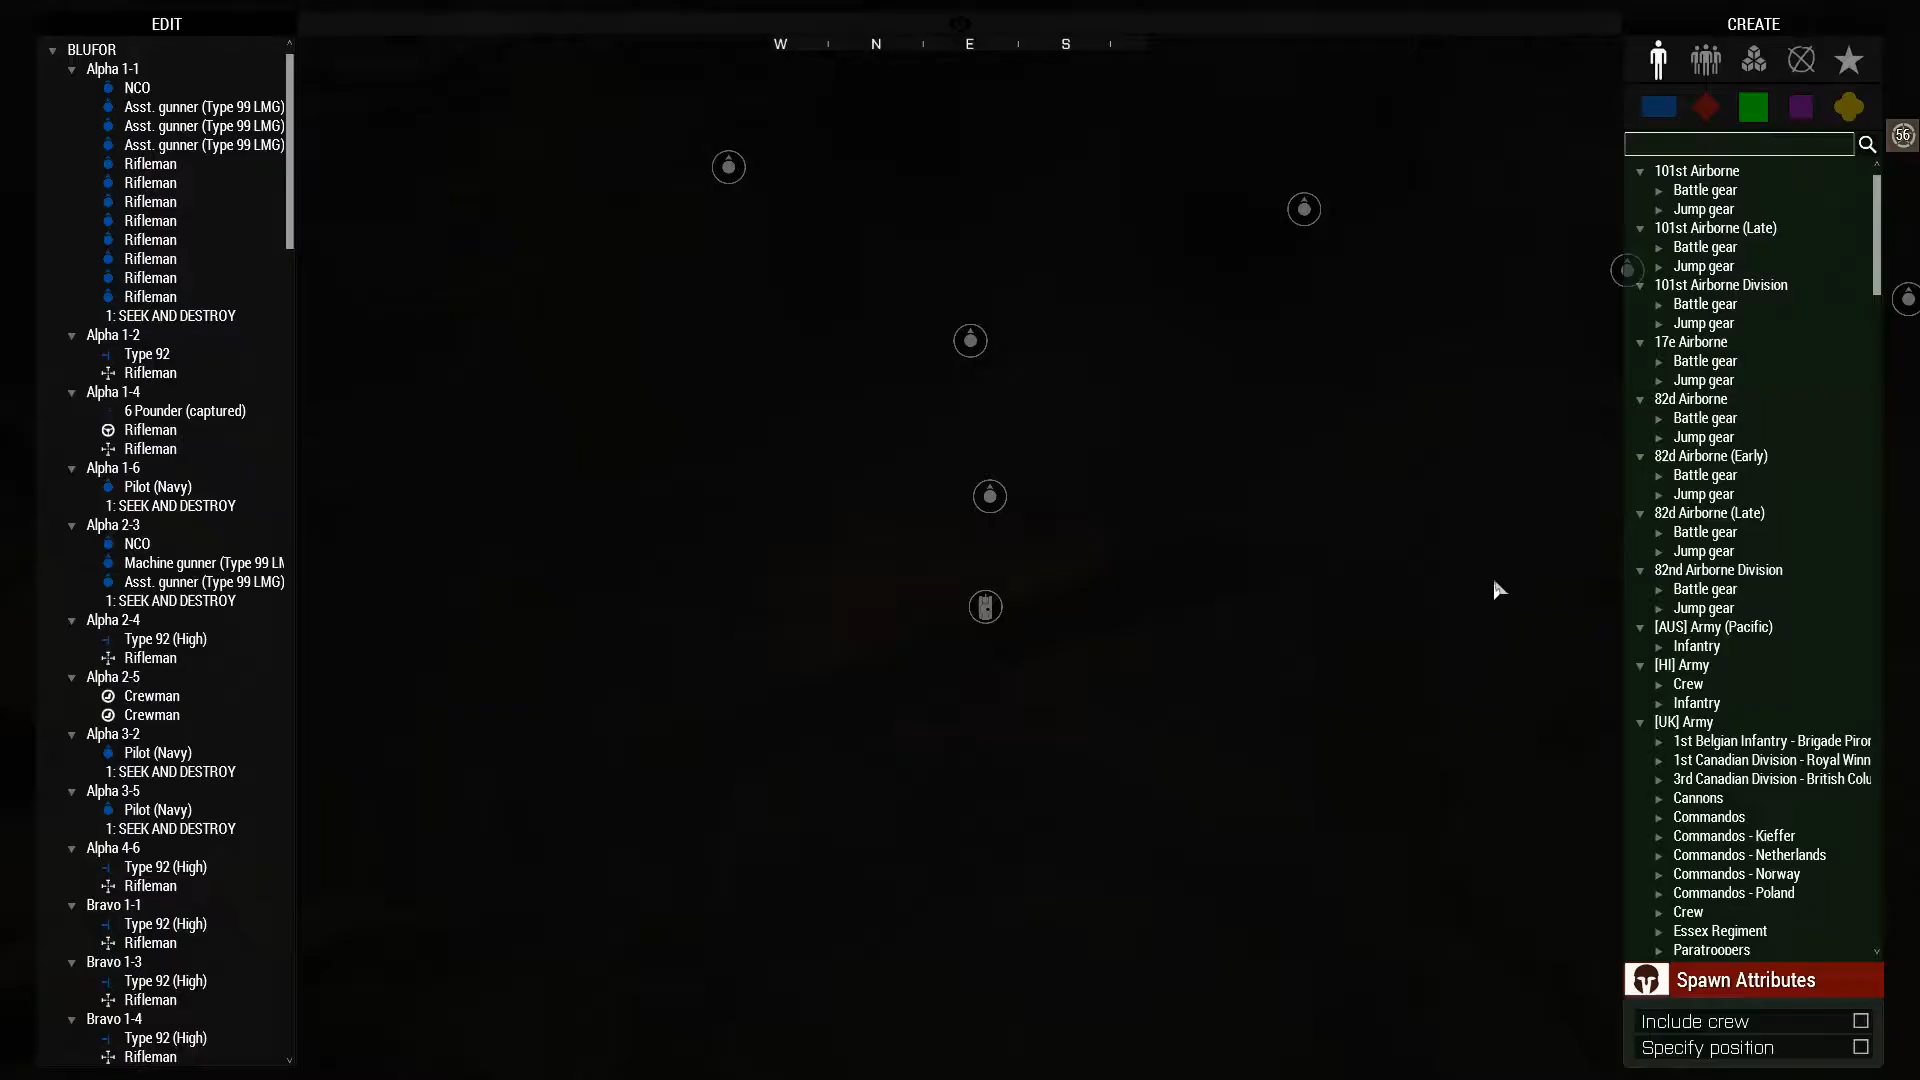 EDIT
W N E S
CREATE
56
BLUFOR
Alpha 1-1
NCO
Asst. gunner (Type 99 LMG)
Asst. gunner (Type 99 LMG)
Asst. gunner (Type 99 LMG)
Rifleman
Rifleman
Rifleman
Rifleman
Rifleman
Rifleman
Rifleman
Rifleman
1: SEEK AND DESTROY
Alpha 1-2
Type 92
Rifleman
Alpha 1-4
6 Pounder (captured)
Rifleman
Rifleman
Alpha 1-6
Pilot (Navy)
1: SEEK AND DESTROY
Alpha 2-3
NCO
Machine gunner (Type 99 LM
Asst. gunner (Type 99 LMG)
1: SEEK AND DESTROY
Alpha 2-4
Type 92 (High)
Rifleman
Alpha 2-5
Crewman
Crewman
Alpha 3-2
Pilot (Navy)
1: SEEK AND DESTROY
Alpha 3-5
Pilot (Navy)
1: SEEK AND DESTROY
Alpha 4-6
Type 92 (High)
Rifleman
Bravo 1-1
Type 92 (High)
Rifleman
Bravo 1-3
Type 92 (High)
Rifleman
Bravo 1-4
Type 92 (High)
Rifleman
101st Airborne
Battle gear
Jump gear
101st Airborne (Late)
Battle gear
Jump gear
101st Airborne Division
Battle gear
Jump gear
17e Airborne
Battle gear
Jump gear
82d Airborne
Battle gear
Jump gear
82d Airborne (Early)
Battle gear
Jump gear
82d Airborne (Late)
Battle gear
Jump gear
82nd Airborne Division
Battle gear
Jump gear
[AUS] Army (Pacific)
Infantry
[HI] Army
Crew
Infantry
[UK] Army
1st Belgian Infantry - Brigade Piron
1st Canadian Division - Royal Winn
3rd Canadian Division - British Colu
Cannons
Commandos
Commandos - Kieffer
Commandos - Netherlands
Commandos - Norway
Commandos - Poland
Crew
Essex Regiment
Paratroopers
Spawn Attributes
Include crew
Specify position